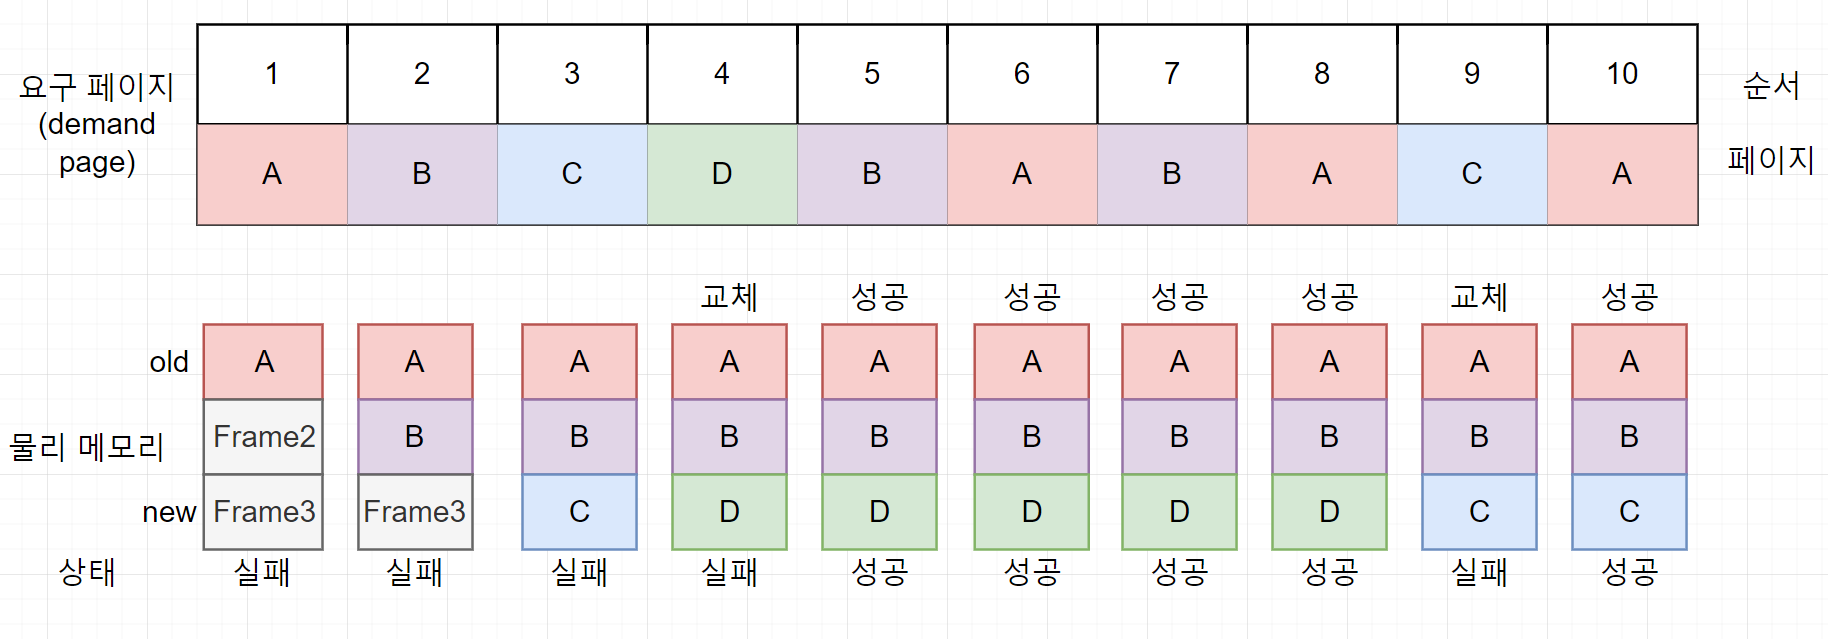 1 2 3 4 5 6 7 8 9 10 순서
요구 페이지
(demand
page)
A B C D B A B A C A 페이지
교체 성공 성공 성공 성공 교체 성공
old A A A A A A A A A A
물리 메모리 Frame2 B B B B B B B B B
new Frame3 Frame3 C D D D D D C C
상태 실패 실패 실패 실패 성공 성공 성공 성공 실패 성공